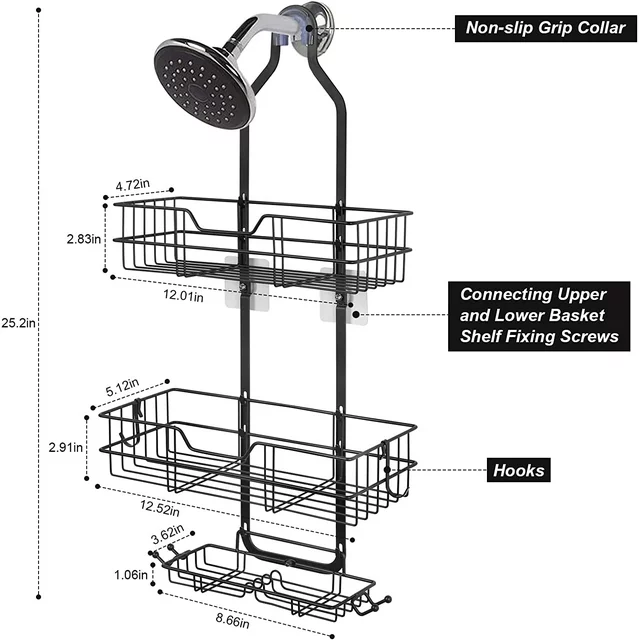 Non-slip Grip Collar
4.72in
2.83in
12.01in
Connecting Upper
and Lower Basket
Shelf Fixing Screws
25.2in
5.12in
2.91in
Hooks
12.52in
3.62in
1.06in
8.66in